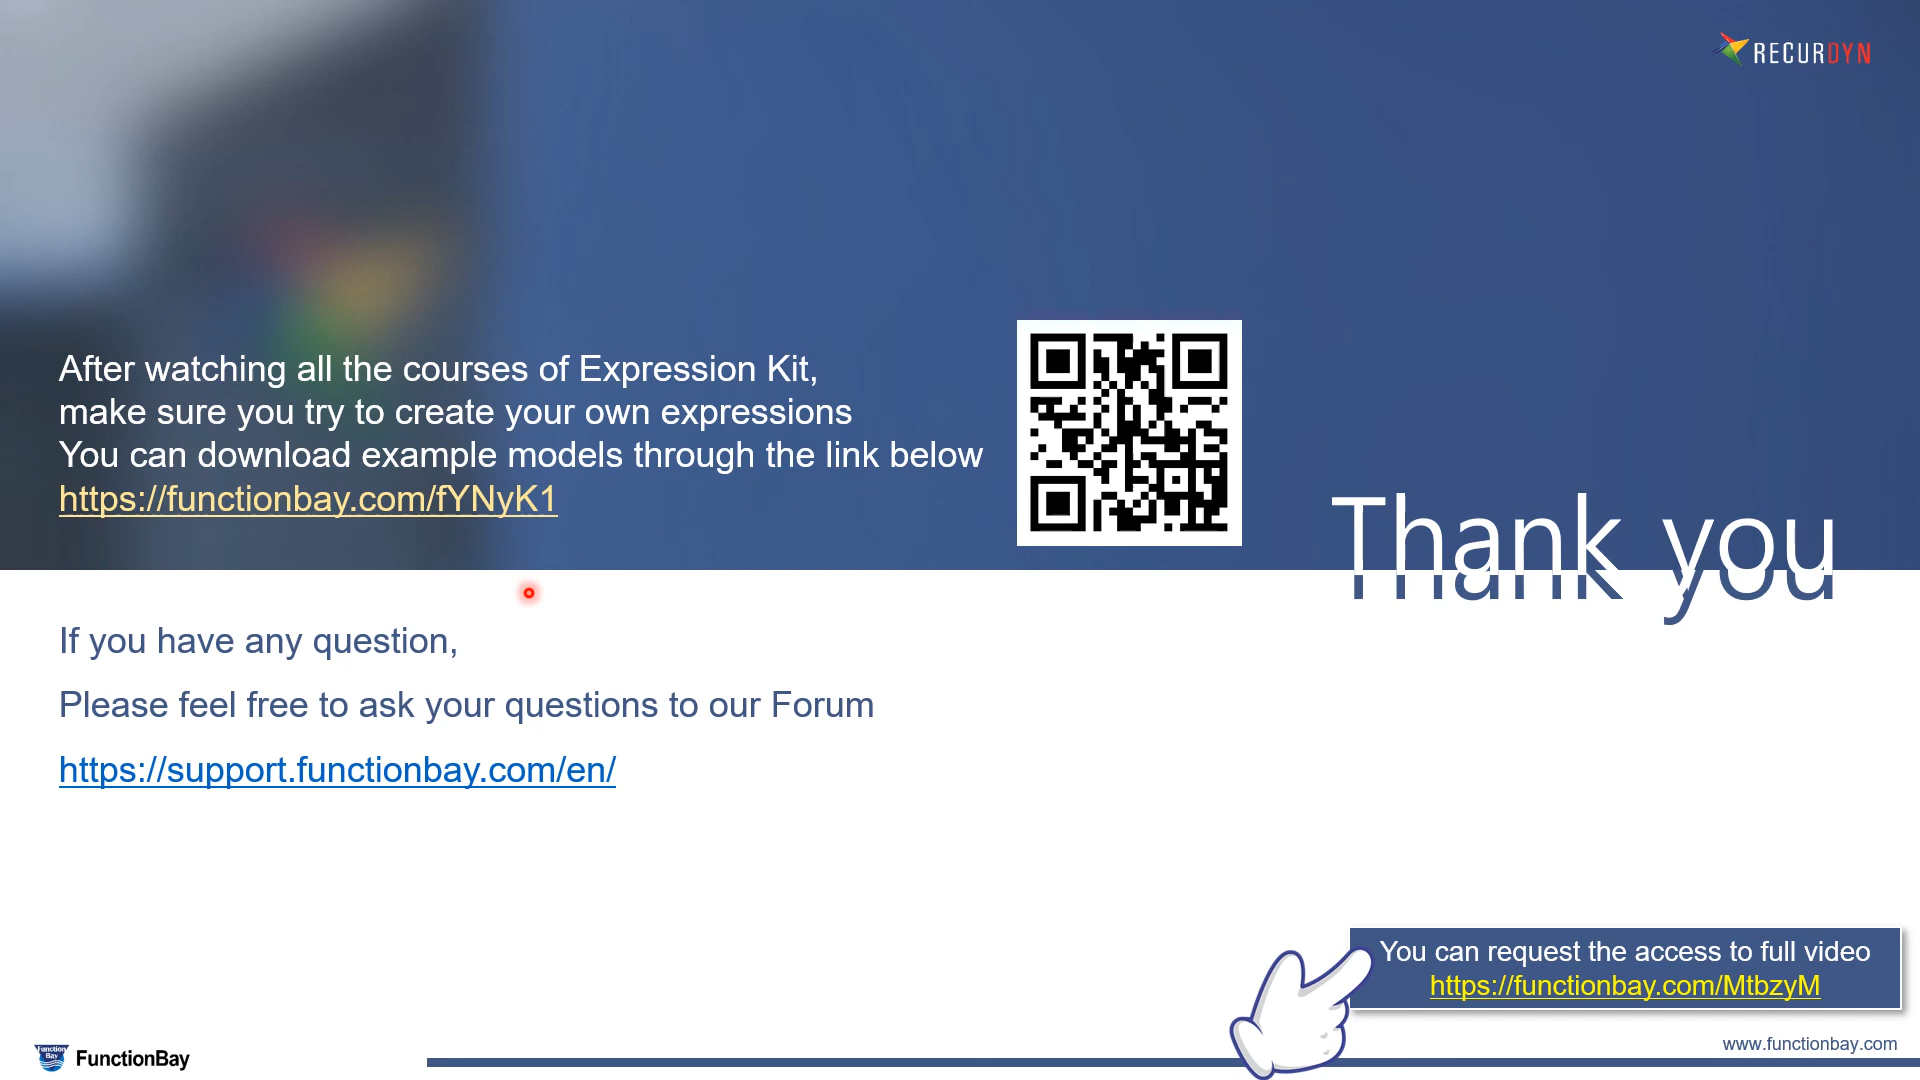 RECURDYN
After watching all the courses of Expression Kit,
make sure you try to create your own expressions
You can download example models through the link below
https://functionbay.com/fYNyK1
Thank you
If you have any question,
Please feel free to ask your questions to our Forum
https://support.functionbay.com/en/
You can request the access to full video
https://functionbay.com/MtbzyM
www.functionbay.com
Function
Bay
FunctionBay